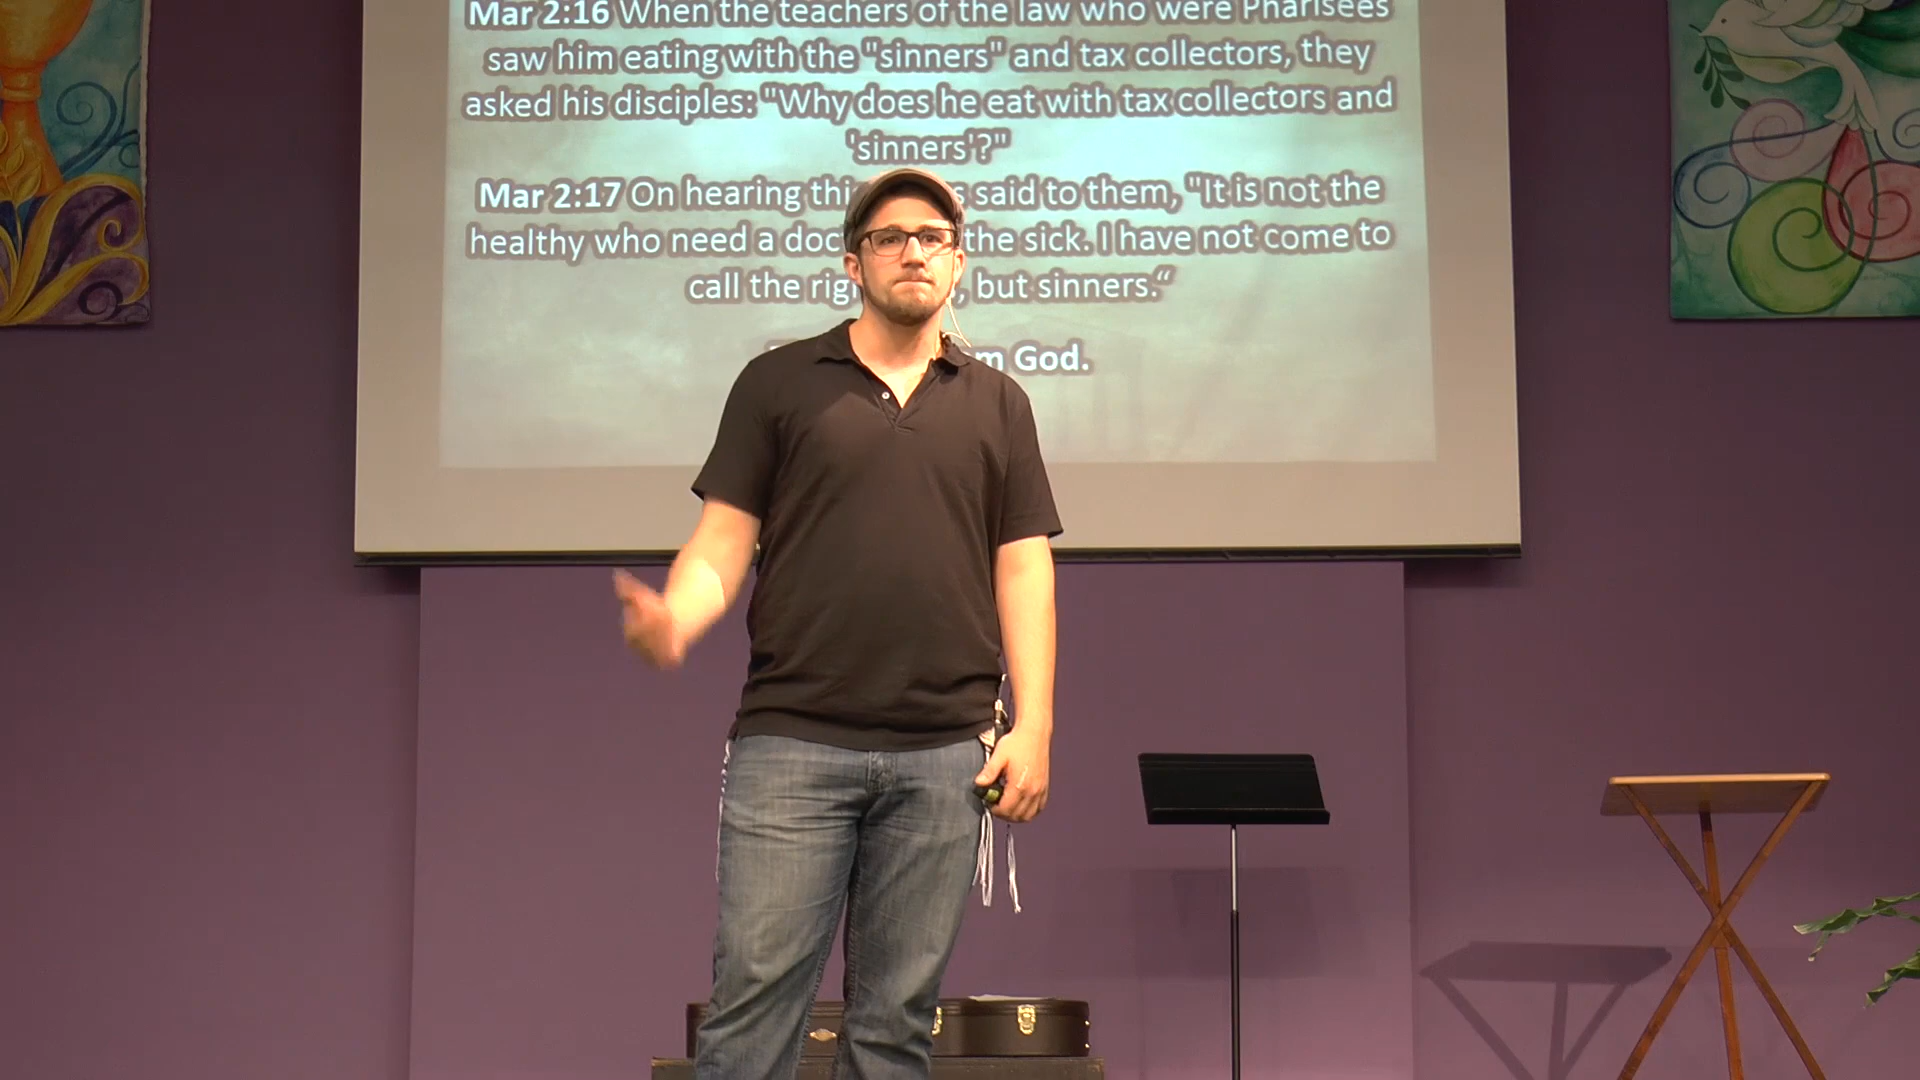 Mar 2:16 When the teachers of the law who were Pharisees
saw him eating with the "sinners" and tax collectors, they
asked his disciples: "Why does he eat with tax collectors and
'sinners'?"
Mar 2:17 On hearing said to them, "It is not the
healthy who need a the sick. I have not come to
call the but sinners.“
God.